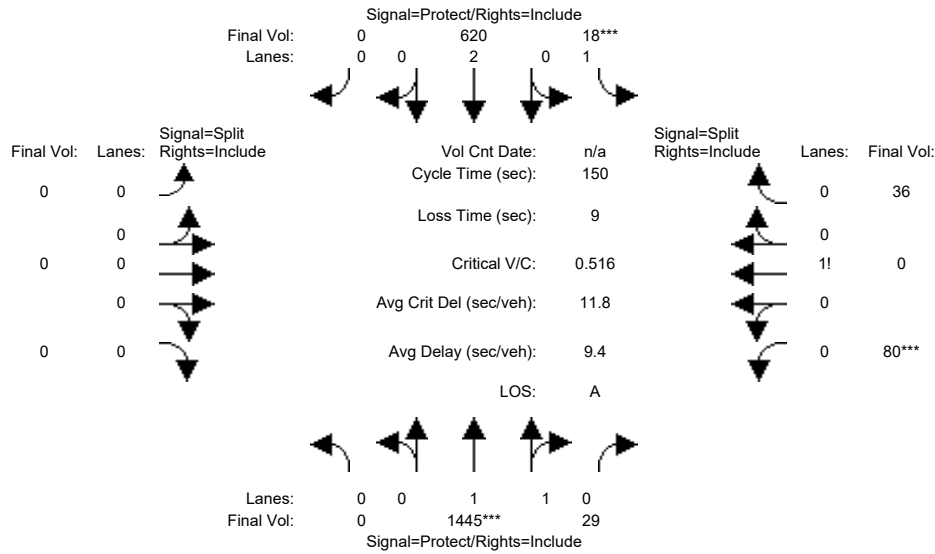 Signal=Protect/Rights=Include
Final Vol: 0 620 18***
Lanes: 0 0 2 0 1
Signal=Split
Final Vol: Lanes: Rights=Include
Vol Cnt Date: n/a
Signal=Split
Rights=Include Lanes: Final Vol:
Cycle Time (sec): 150
0 0
0 36
Loss Time (sec): 9
0
0
0 0
Critical V/C: 0.516
1! 0
0
Avg Crit Del (sec/veh): 11.8
0
0 0
Avg Delay (sec/veh): 9.4
0 80***
LOS: A
Lanes: 0 0 1 1 0
Final Vol: 0 1445*** 29
Signal=Protect/Rights=Include